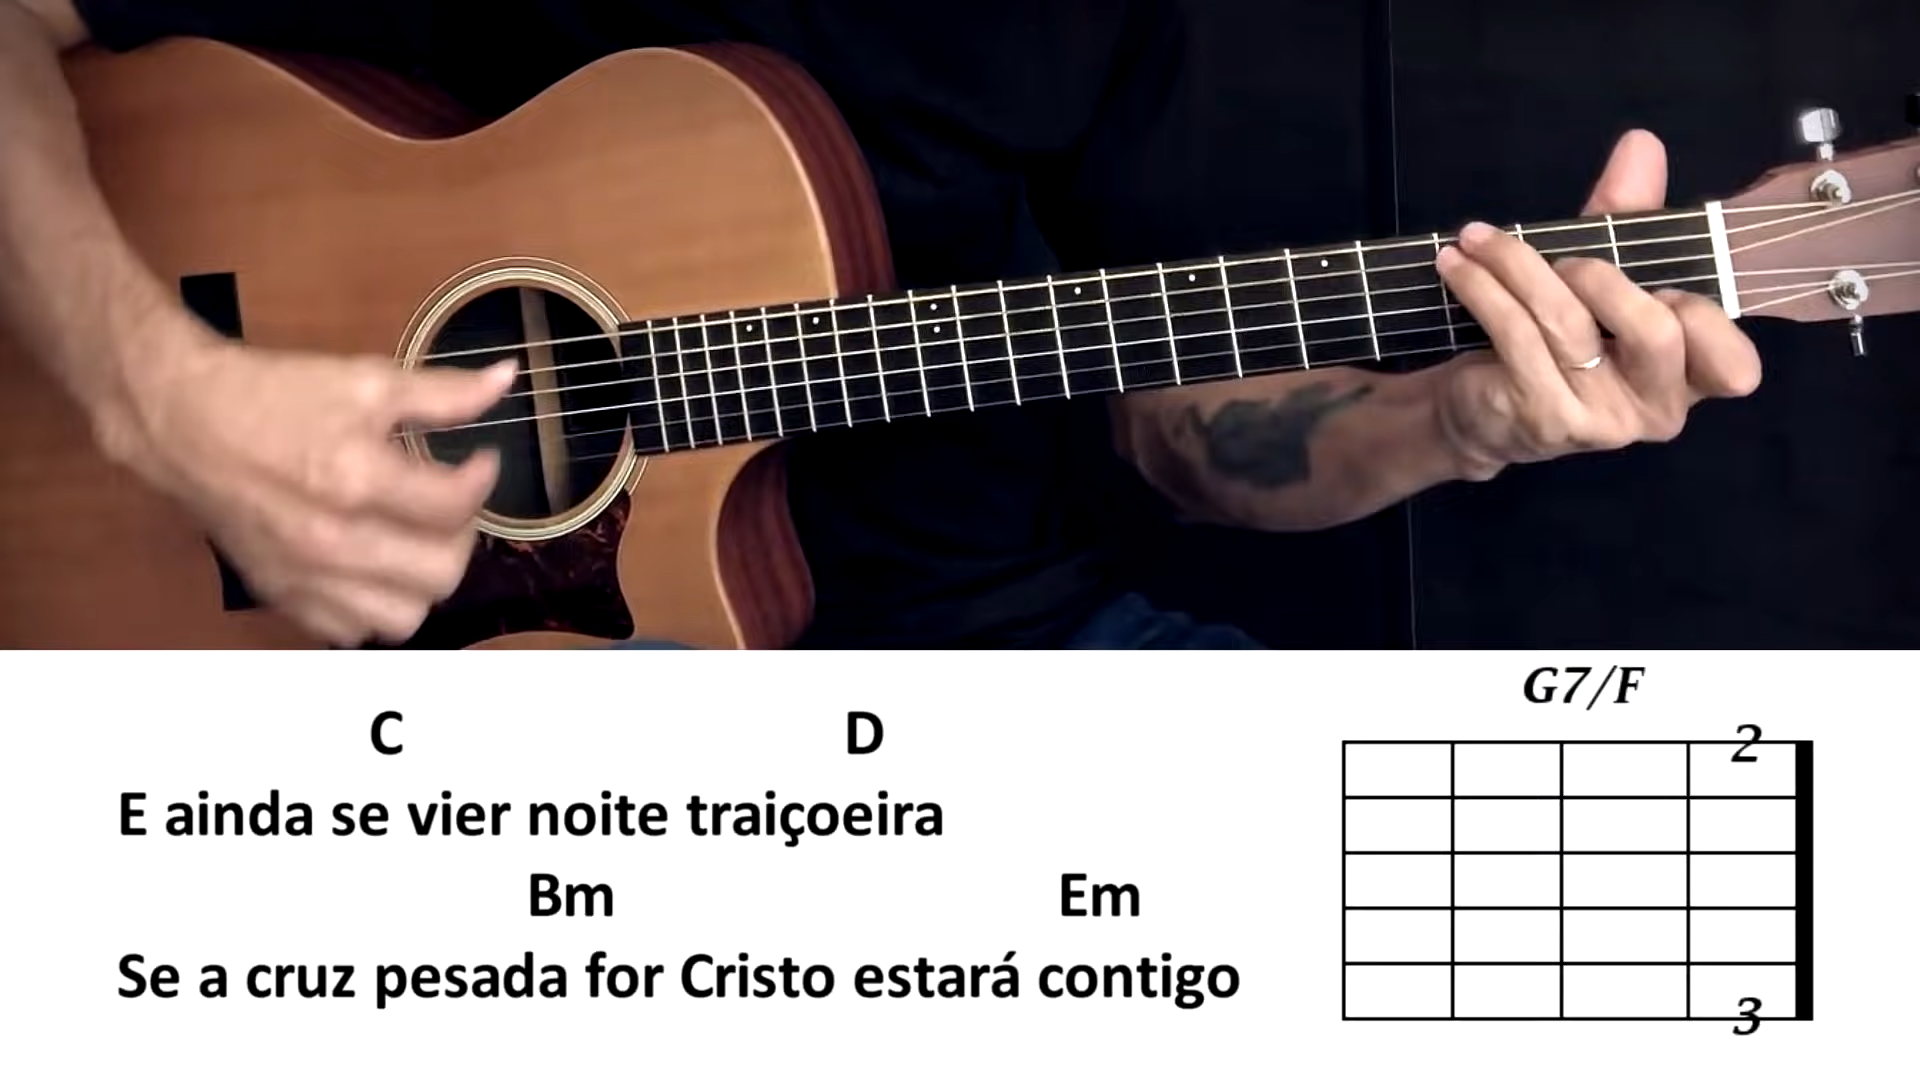 C D
E ainda se vier noite traiçoeira
Bm Em
Se a cruz pesada for Cristo estará contigo
G7/F
2
3